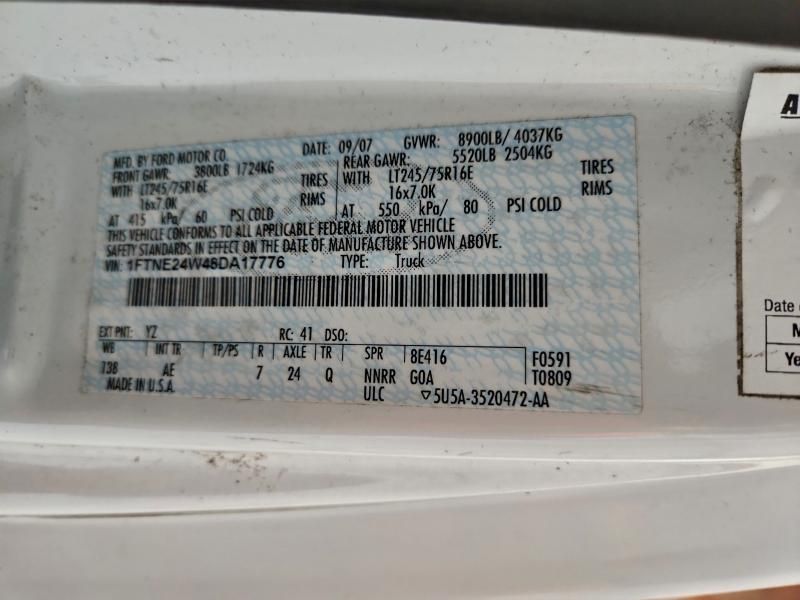 MFD. BY FORD MOTOR CO. DATE: 09/07 GVWR: 8900LB/ 4037KG
FRONT GAWR: 3800LB 1724KG REAR GAWR: 5520LB 2504KG
WITH LT245/75R16E TIRES WITH LT245/75R16E TIRES
16x7.0K RIMS 16x7.0K RIMS
AT 415 kPa/ 60 PSI COLD AT 550 kPa/ 80 PSI COLD
THIS VEHICLE CONFORMS TO ALL APPLICABLE FEDERAL MOTOR VEHICLE
SAFETY STANDARDS IN EFFECT ON THE DATE OF MANUFACTURE SHOWN ABOVE.
VIN: 1FTNE24W48DA17776 TYPE: Truck
EXT PNT: YZ RC: 41 DSO:
WB INT TR TP/PS R AXLE TR SPR 8E416 F0591
138 AE 7 24 Q NNRR GOA T0809
MADE IN U.S.A. ULC ▽5U5A-3520472-AA
A
Date
M
Ye